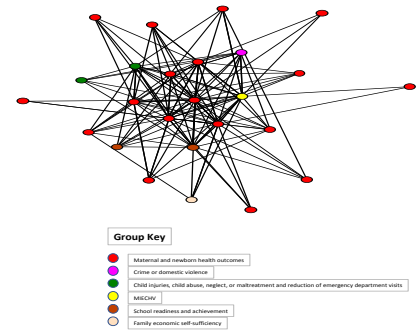 Group Key
Maternal and newborn health outcomes
Crime or domestic violence
Child injuries, child abuse, neglect, or maltreatment and reduction of emergency department visits
MIECHV
School readiness and achievement
Family economic self-sufficiency